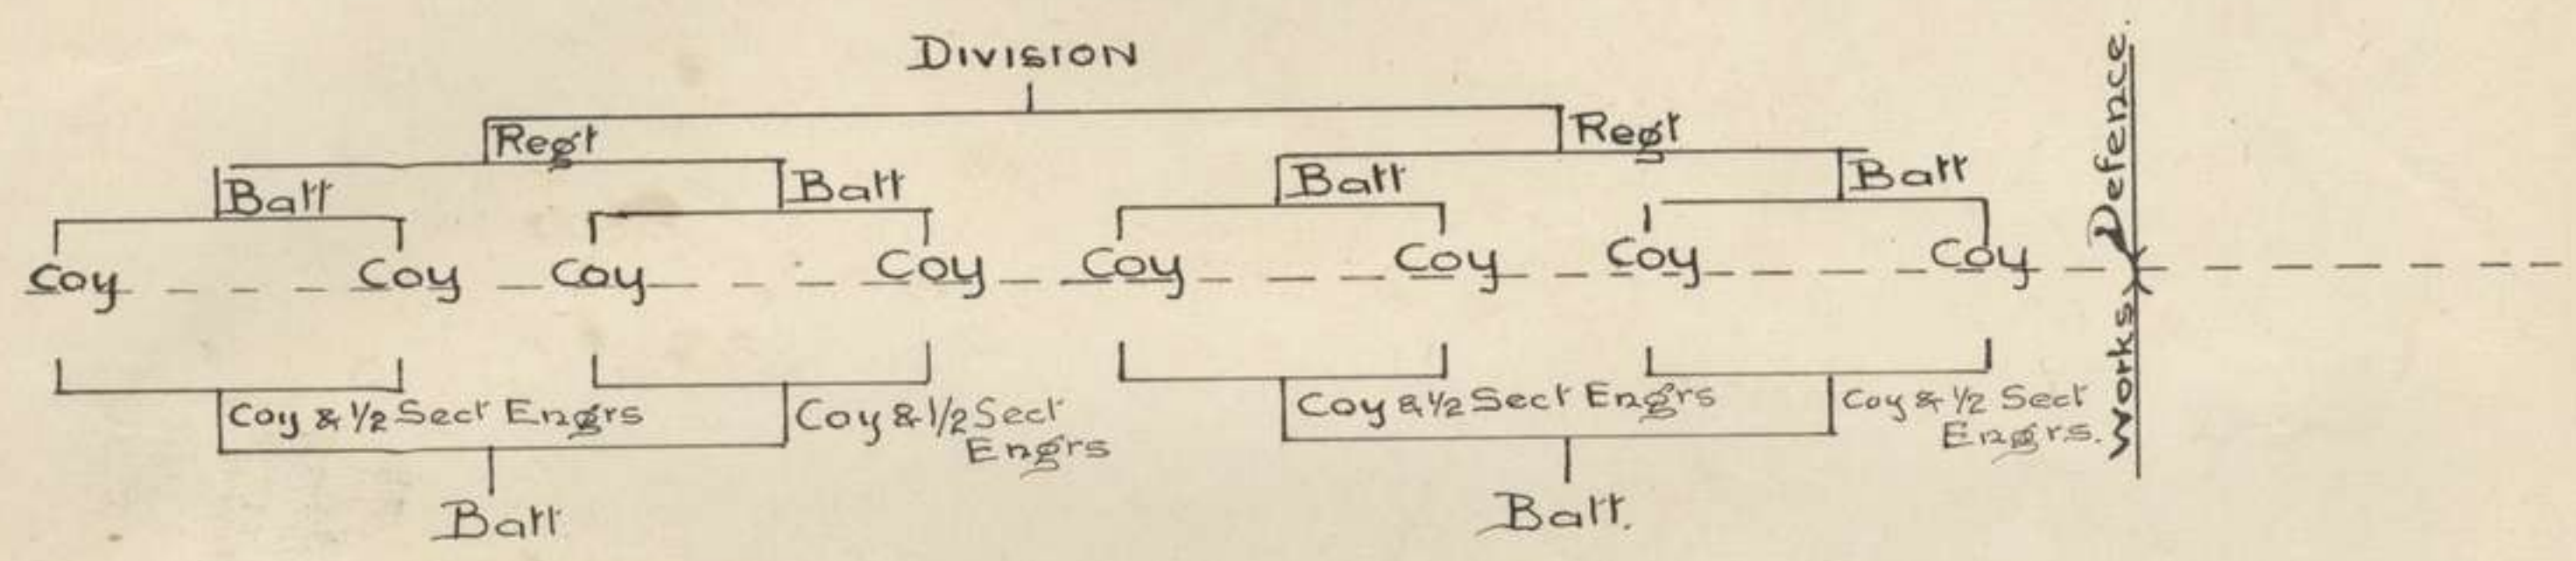 DIVISION
Regt Regt
Batt Batt Batt Batt
Coy Coy Coy Coy Coy Coy Coy Coy
Defence.
Works
Coy & 1/2 Sect Engrs
Coy & 1/2 Sect
Engrs
Coy & 1/2 Sect Engrs
Coy & 1/2 Sect
Engrs.
Batt Batt.